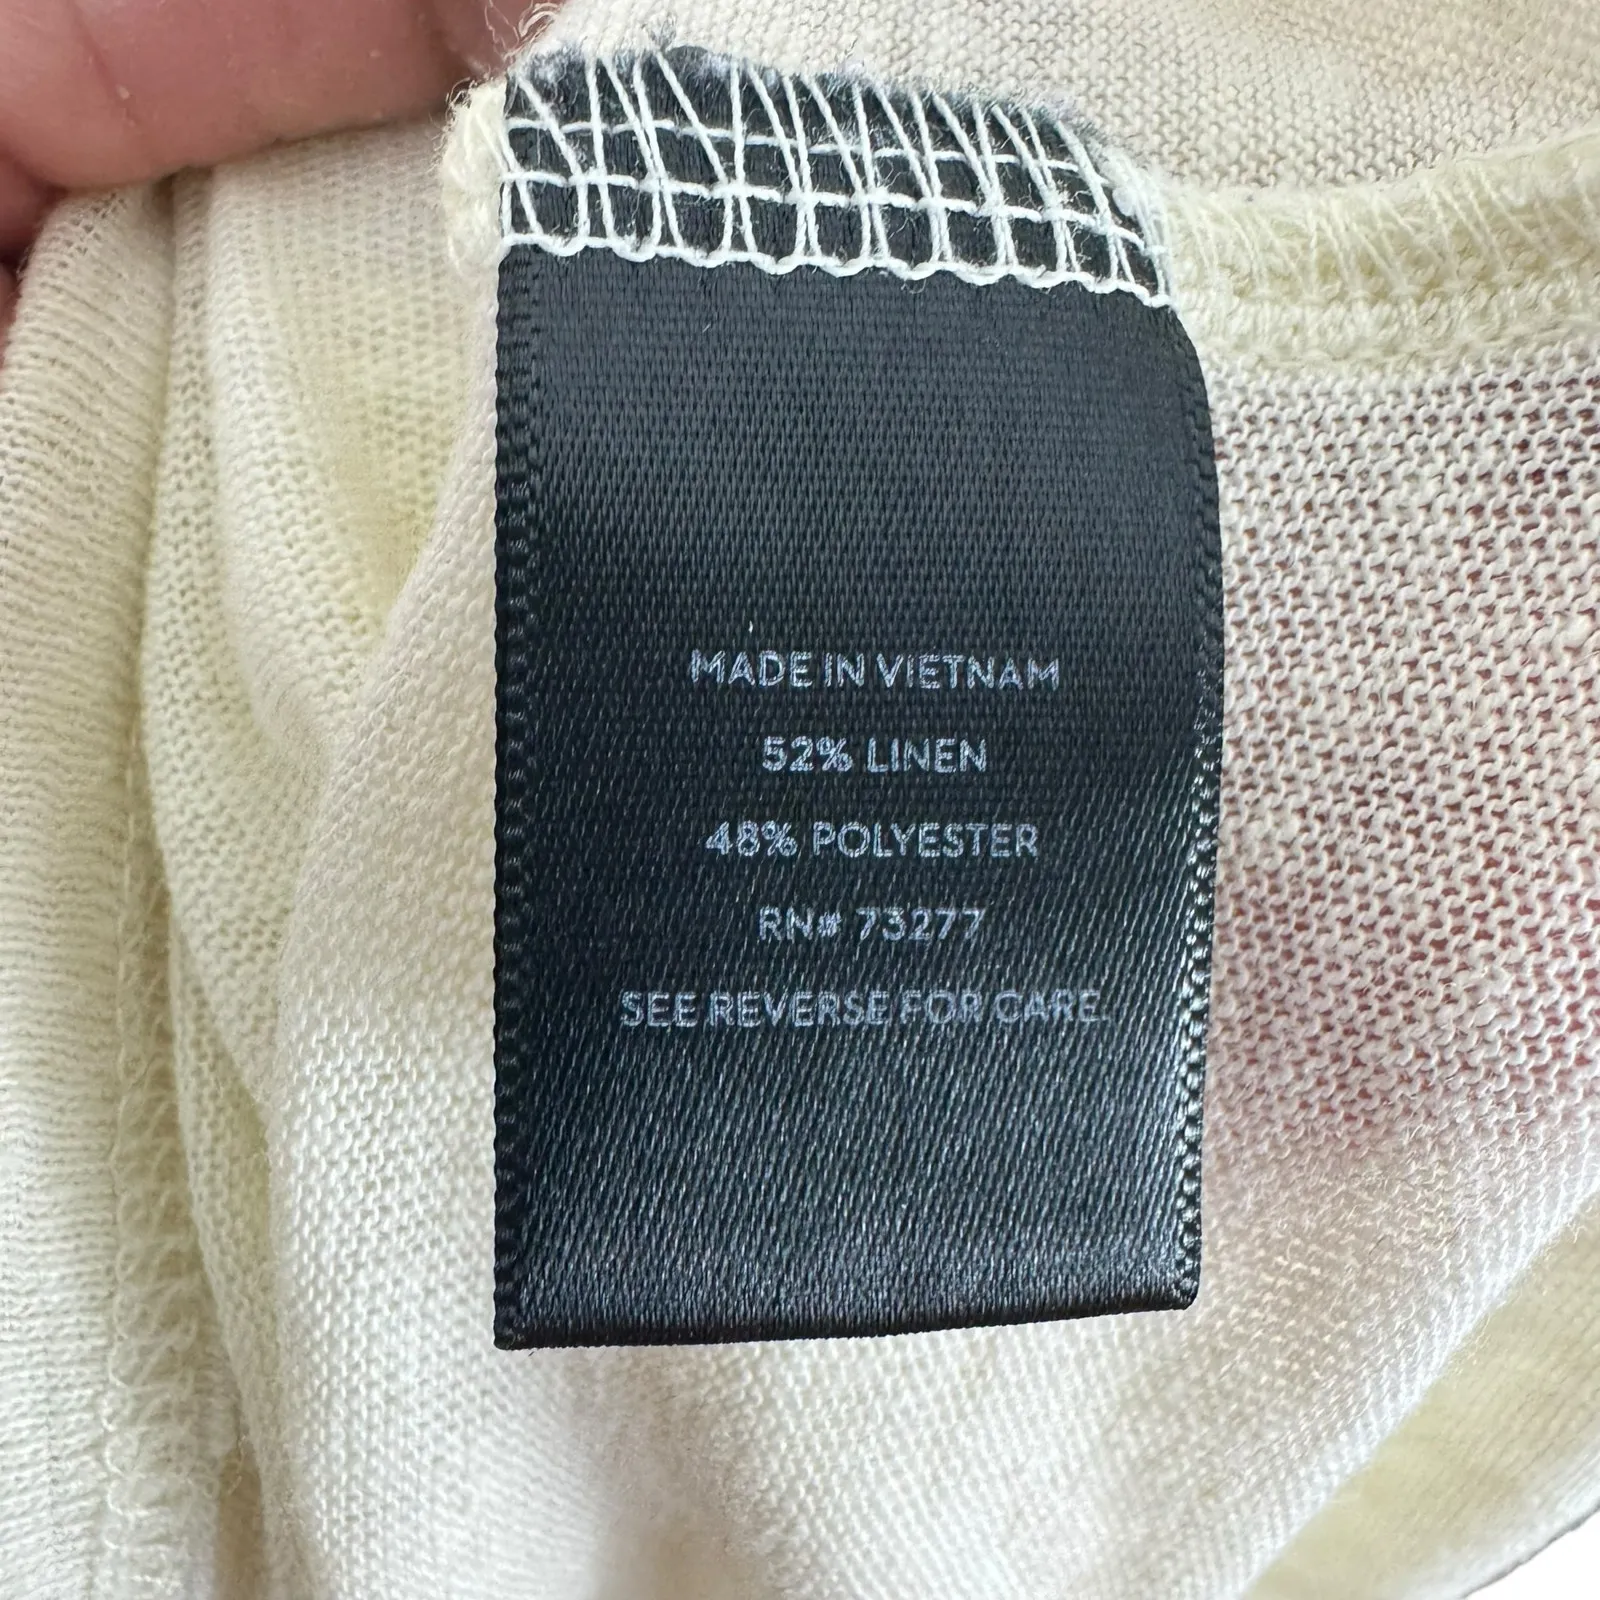 MADE IN VIETNAM
52% LINEN
48% POLYESTER
RN# 73277
SEE REVERSE FOR CARE.